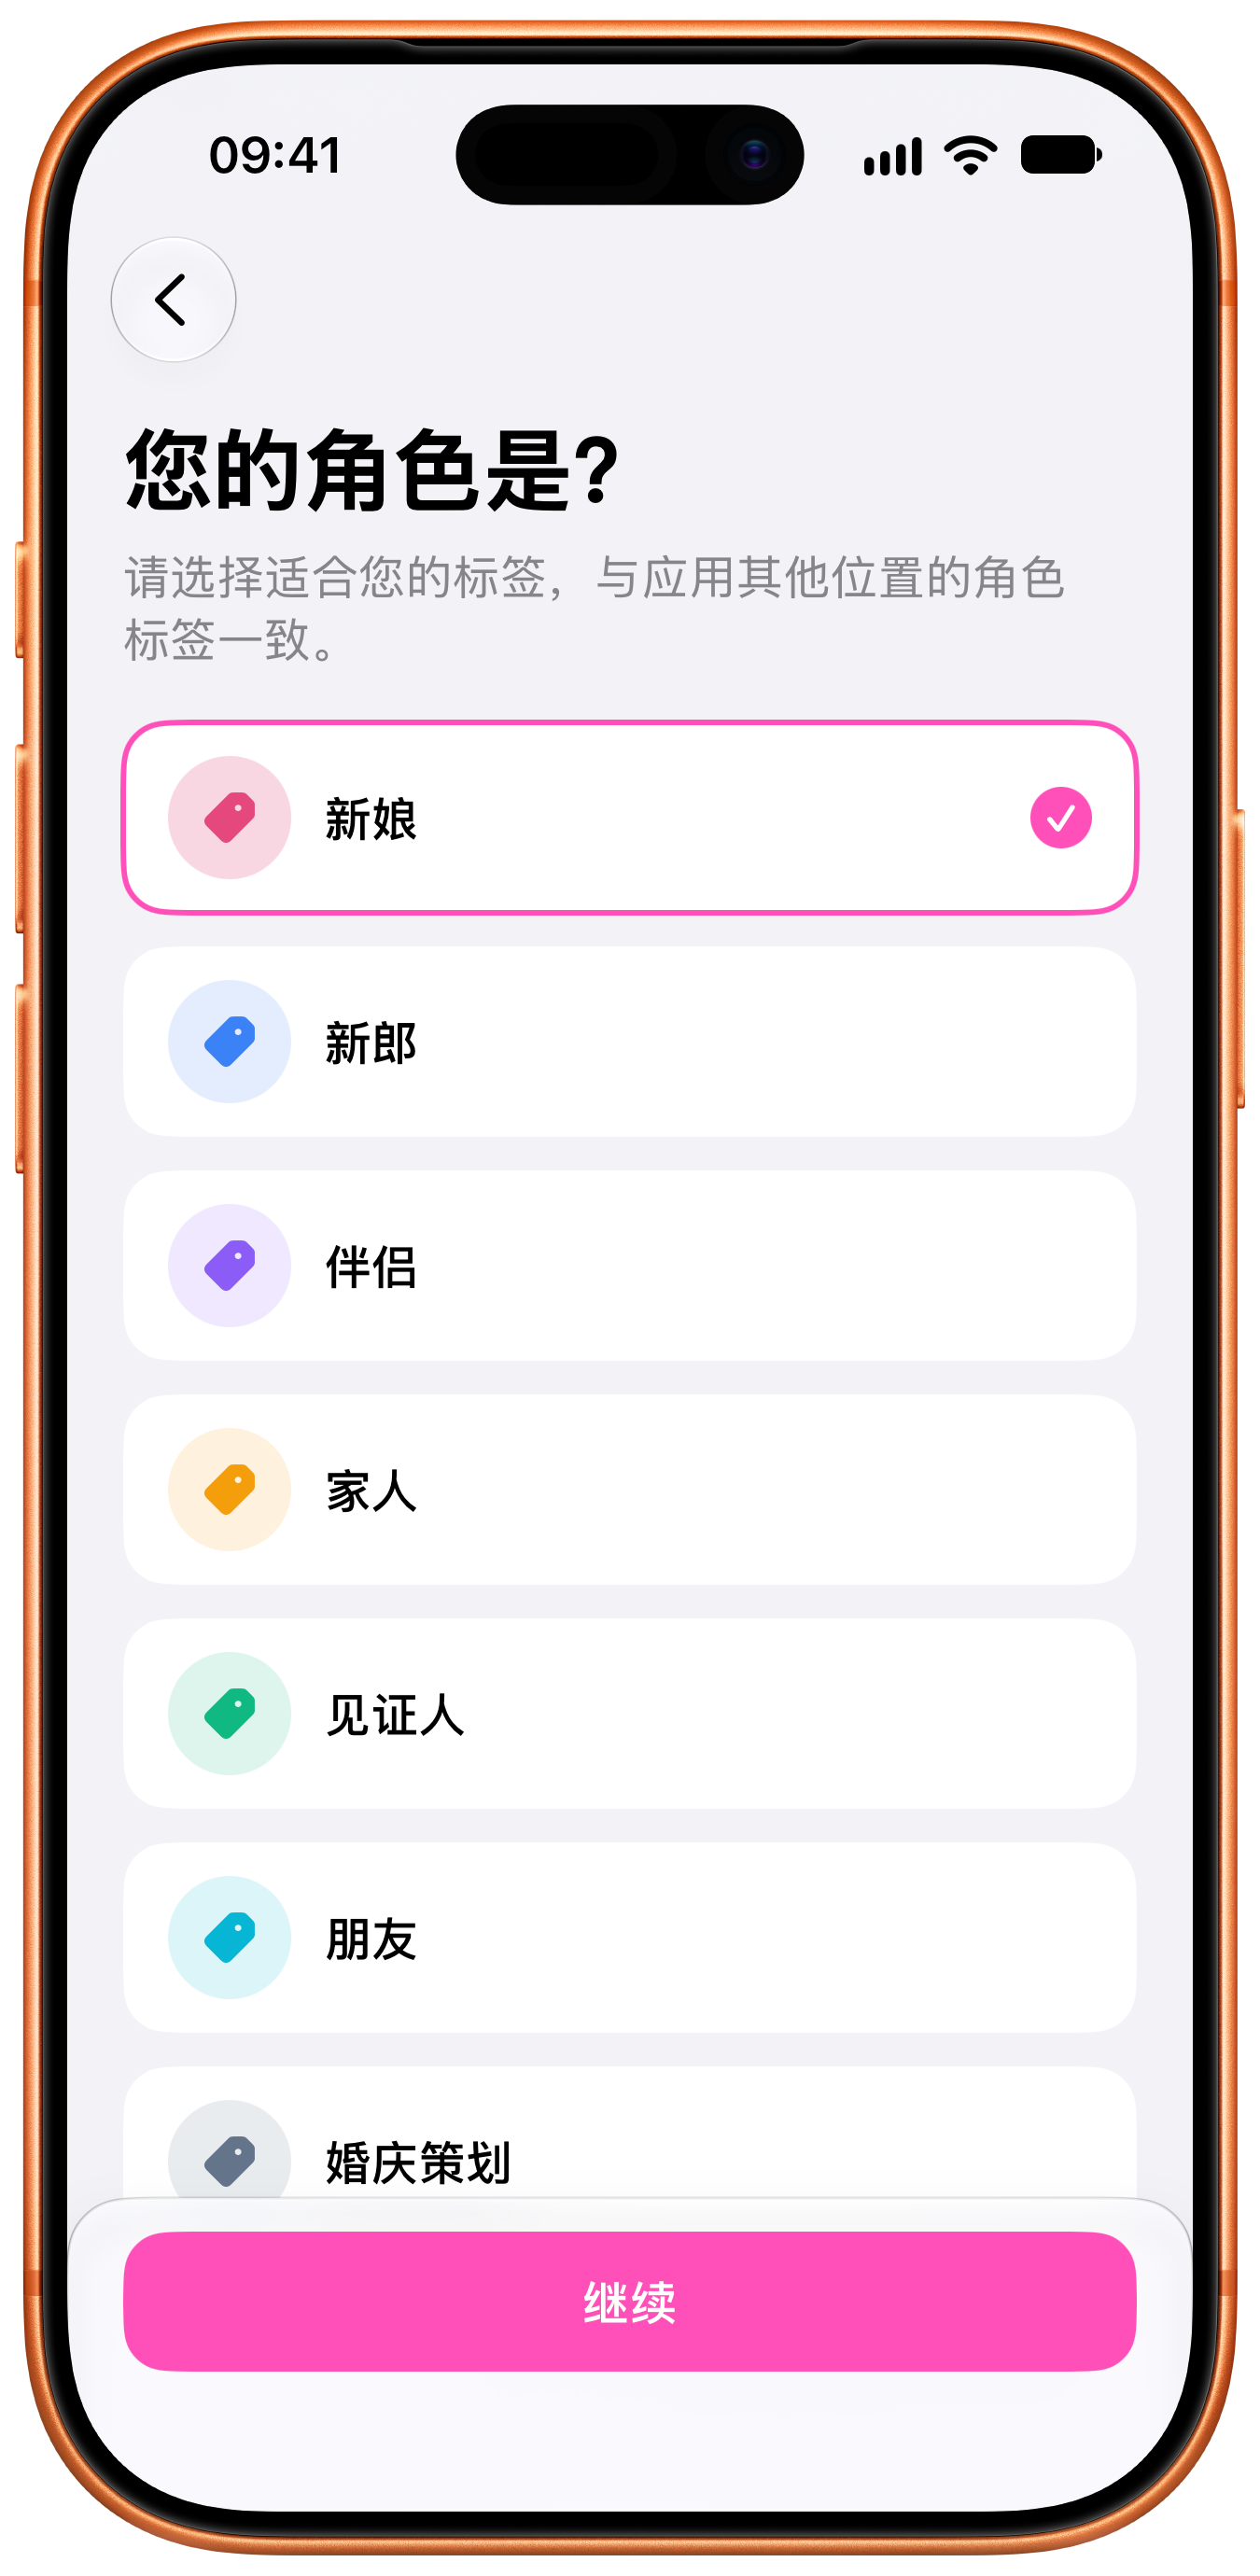 09:41
您的角色是?
请选择适合您的标签，与应用其他位置的角色
标签一致。
新娘
新郎
伴侣
家人
见证人
朋友
婚庆策划
继续